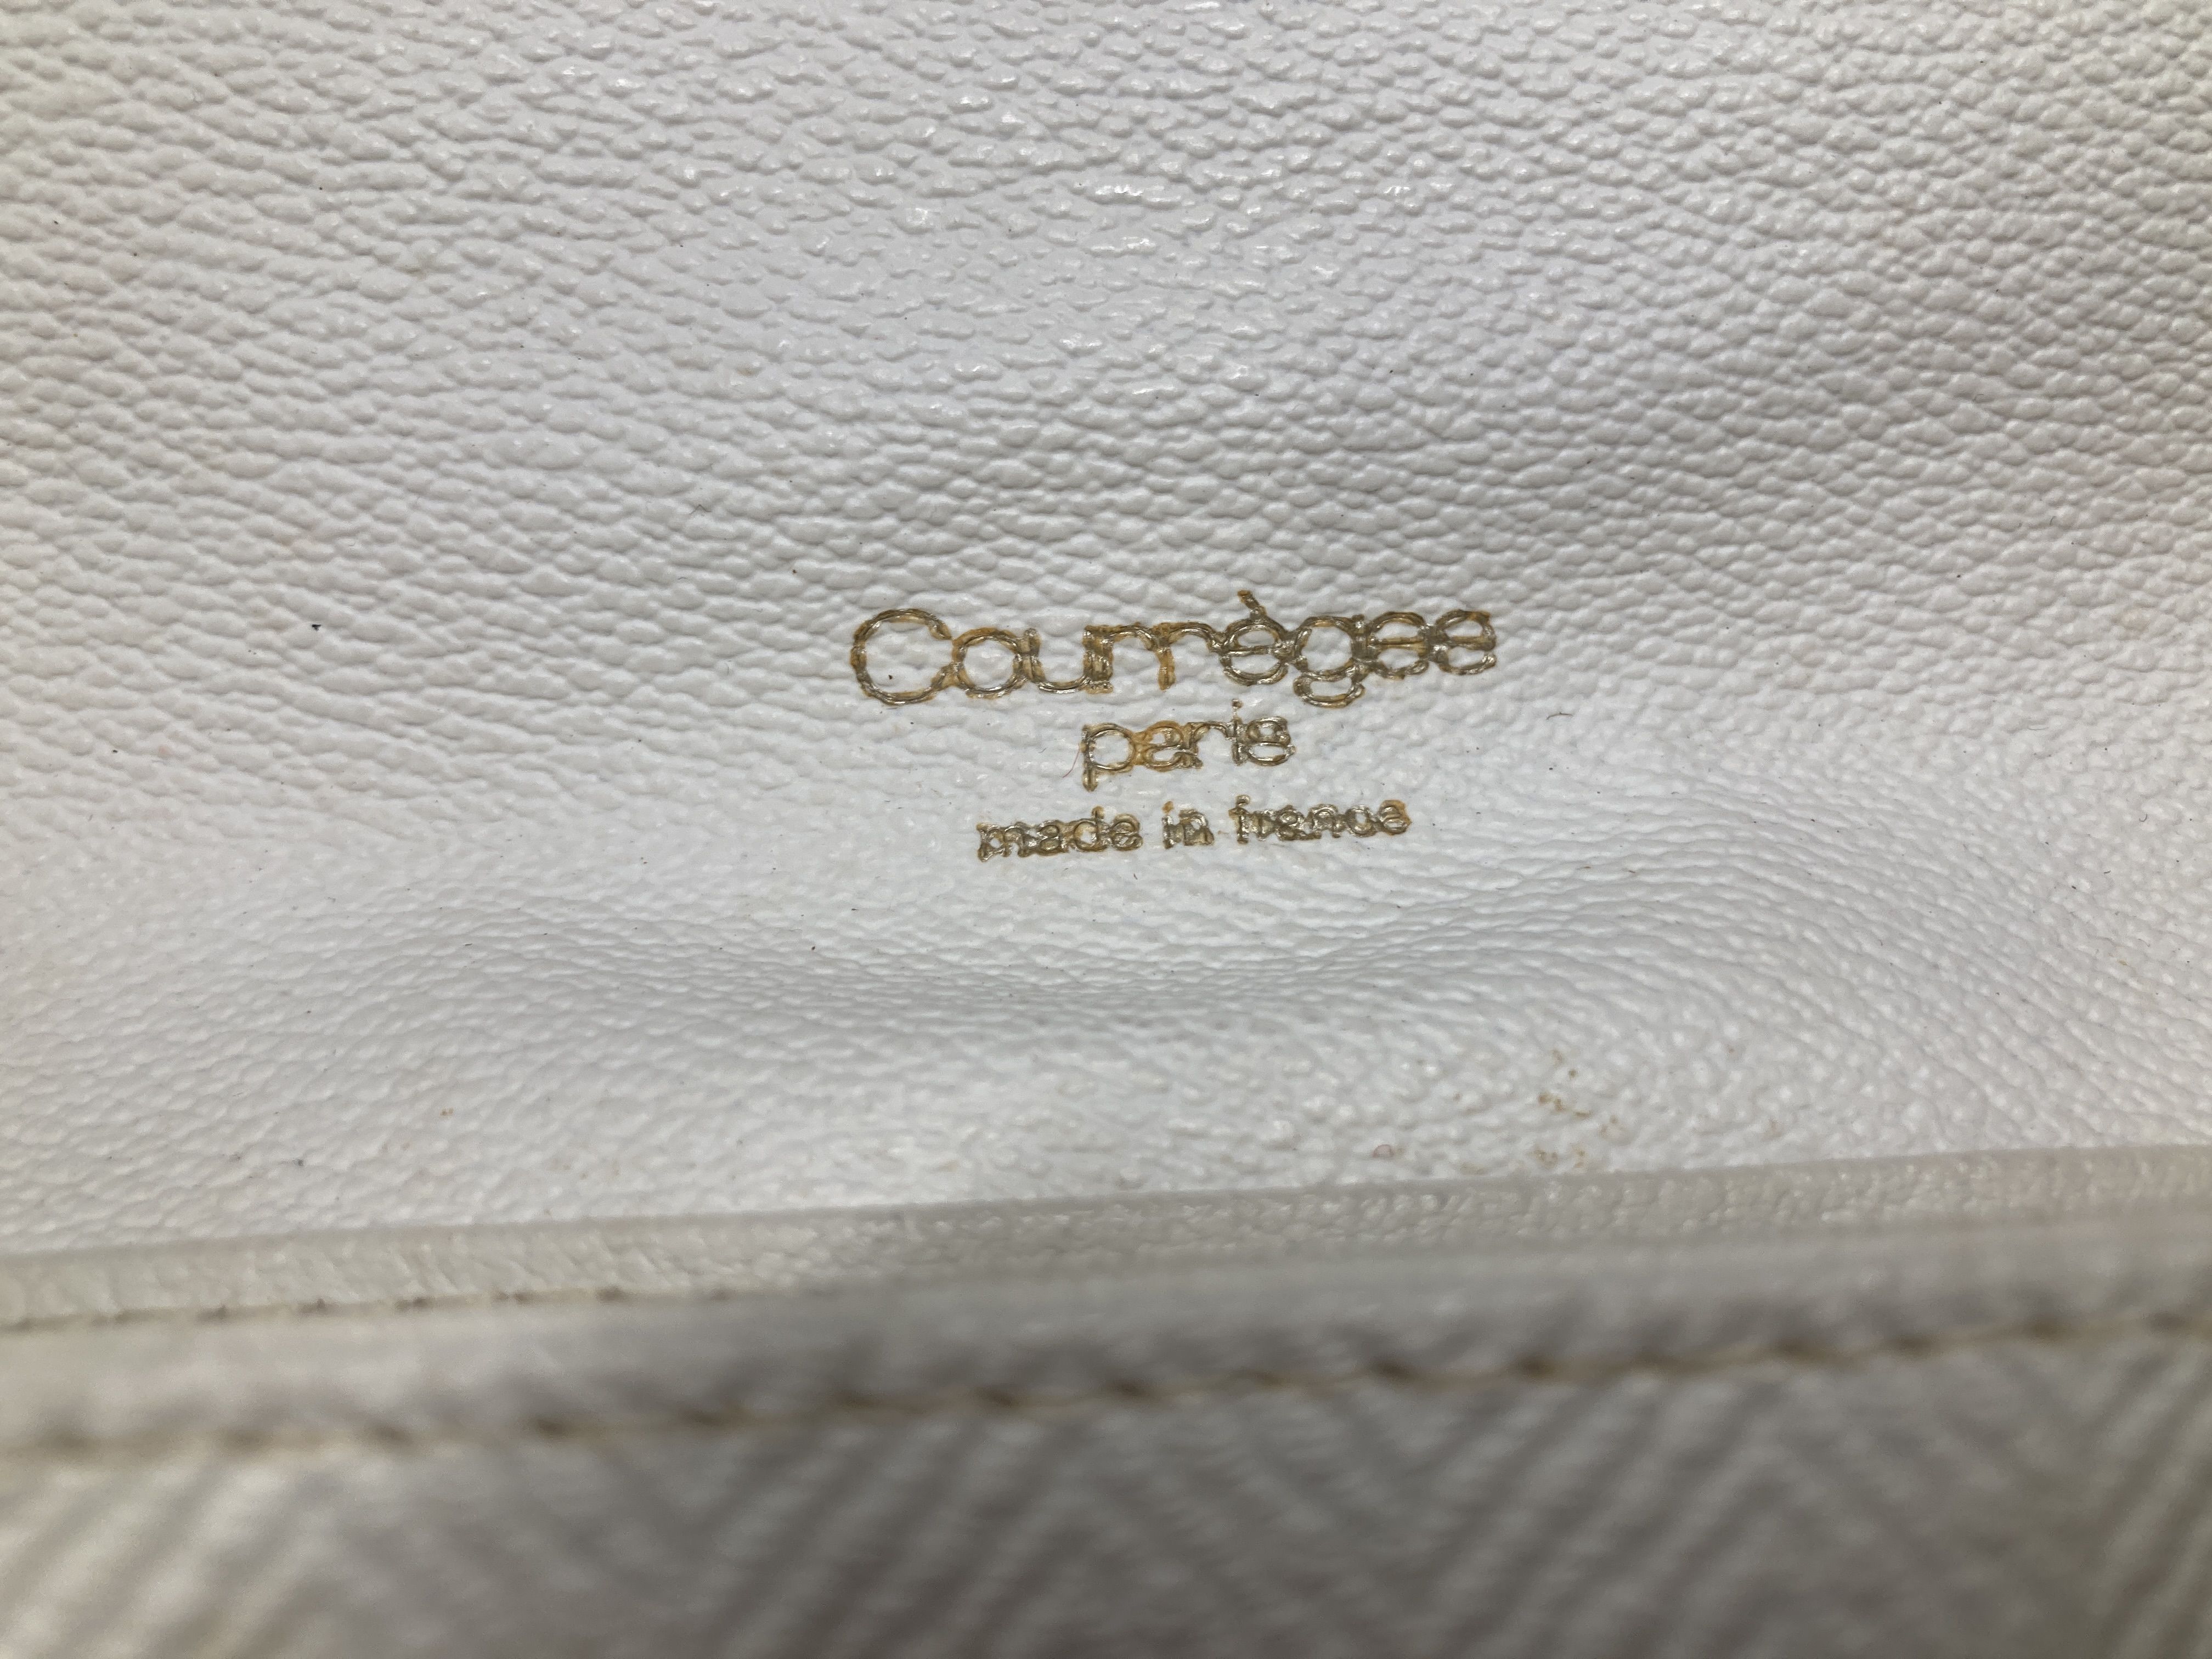 Courrèges
paris
made in france